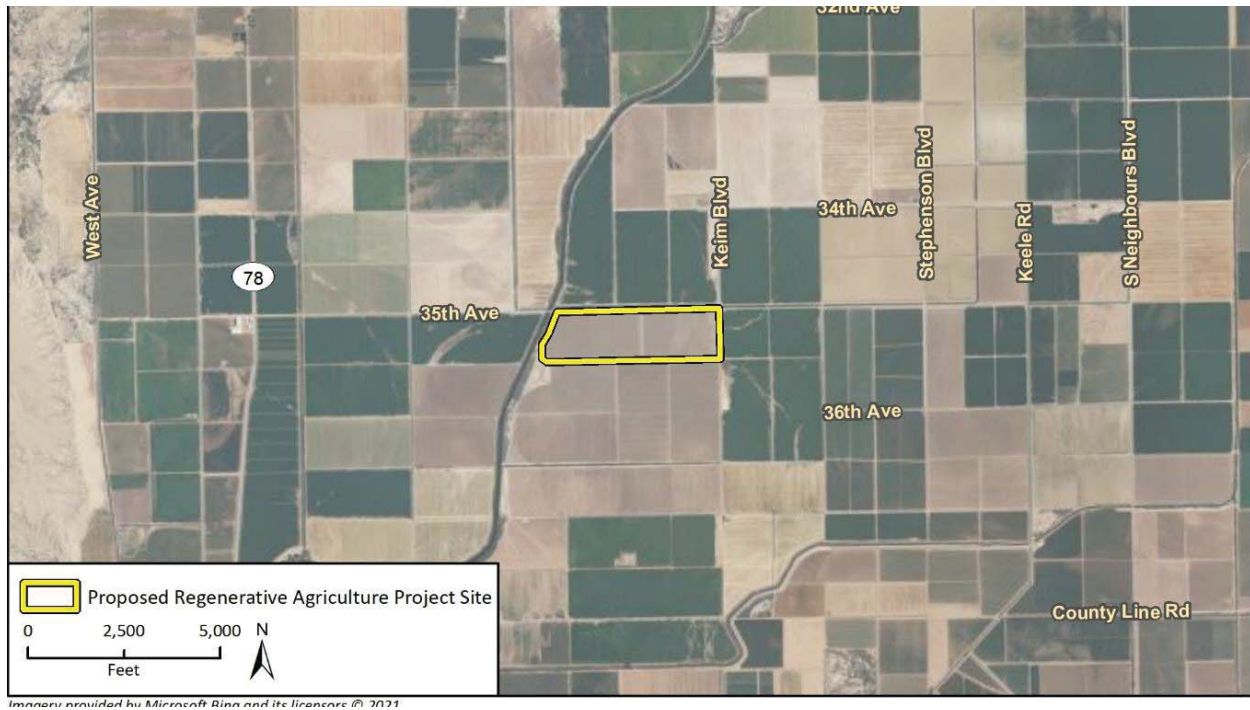 32nd Ave
West Ave
78
Keim Blvd
34th Ave
Stephenson Blvd
Keele Rd
S Neighbours Blvd
35th Ave
36th Ave
County Line Rd
Proposed Regenerative Agriculture Project Site
0 2,500 5,000 N
Feet
Imagery provided by Microsoft Bing and its licensors © 2021